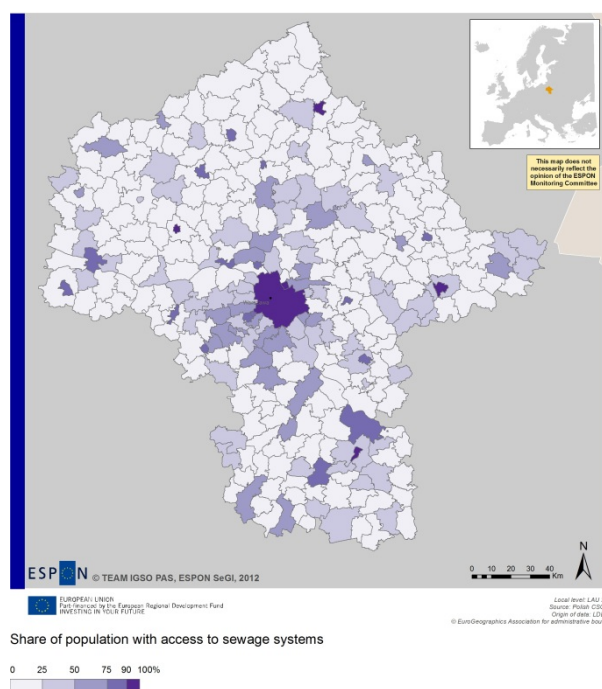 This map does not
necessarily reflect the
opinion of the ESPON
Monitoring Committee
ESPON
© TEAM IGSO PAS, ESPON SeGI, 2012
N
0 10 20 30 40
Km
EUROPEAN UNION
Part-financed by the European Regional Development Fund
INVESTING IN YOUR FUTURE
Local level: LAU
Source: Polish CSO
Origin of data:
© EuroGeographics Association for administrative
Share of population with access to sewage systems
0 25 50 75 90 100%